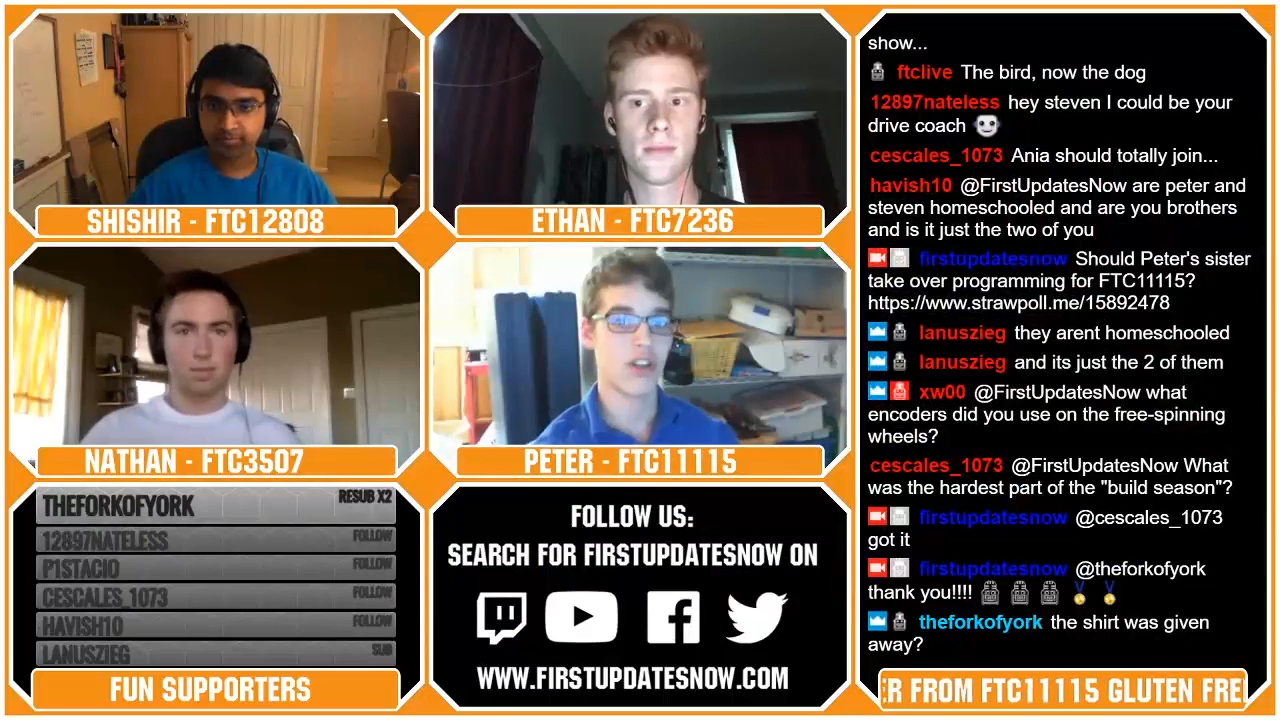 SHISHIR - FTC12808
ETHAN - FTC7236
NATHAN - FTC3507
PETER - FTC11115
THEFORKOFYORK RESUB X2
12897NATELESS FOLLOW
P1STACIO FOLLOW
CESCALES_1073 FOLLOW
HAVISH10 FOLLOW
LANUSZIEG SUB
FUN SUPPORTERS
FOLLOW US:
SEARCH FOR FIRSTUPDATESNOW ON
WWW.FIRSTUPDATESNOW.COM
show...
ftclive The bird, now the dog
12897nateless hey steven I could be your
drive coach
cescales_1073 Ania should totally join...
havish10 @FirstUpdatesNow are peter and
steven homeschooled and are you brothers
and is it just the two of you
firstupdatesnow Should Peter's sister
take over programming for FTC11115?
https://www.strawpoll.me/15892478
lanuszieg they arent homeschooled
lanuszieg and its just the 2 of them
xw00 @FirstUpdatesNow what
encoders did you use on the free-spinning
wheels?
cescales_1073 @FirstUpdatesNow What
was the hardest part of the "build season"?
firstupdatesnow @cescales_1073
got it
firstupdatesnow @theforkofyork
thank you!!!!
theforkofyork the shirt was given
away?
ER FROM FTC11115 GLUTEN FREE